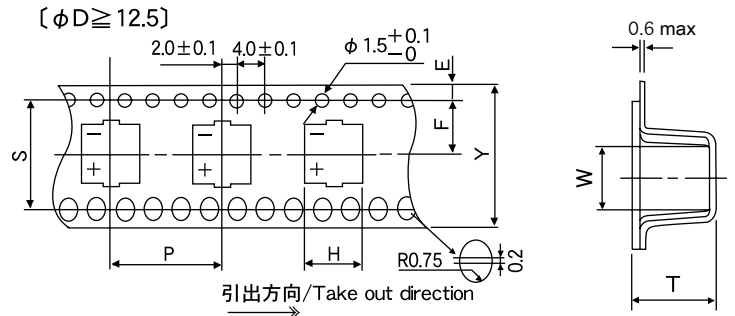 〔φD≧12.5〕
2.0±0.1
4.0±0.1
φ1.5+0.1
−0
E
0.6 max
S
F
Y
−
−
−
+
+
+
W
P
H
R0.75
0.2
T
引出方向/Take out direction